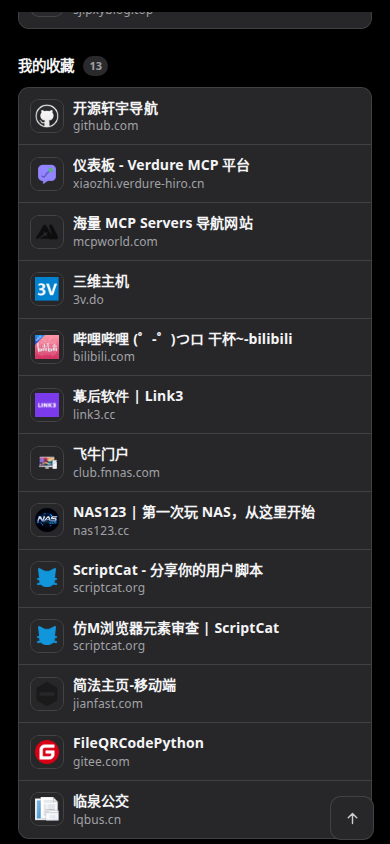 我的收藏 13
开源轩宇导航
github.com
仪表板 - Verdure MCP 平台
xiaozhi.verdure-hiro.cn
海量 MCP Servers 导航网站
mcpworld.com
3V
三维主机
3v.do
哔哩哔哩 (゜-゜)つロ 干杯~-bilibili
bilibili.com
LINK3
幕后软件 | Link3
link3.cc
飞牛门户
club.fnnas.com
NAS
NAS123 | 第一次玩 NAS，从这里开始
nas123.cc
ScriptCat - 分享你的用户脚本
scriptcat.org
仿M浏览器元素审查 | ScriptCat
scriptcat.org
简法主页-移动端
jianfast.com
G
FileQRCodePython
gitee.com
临泉公交
lqbus.cn